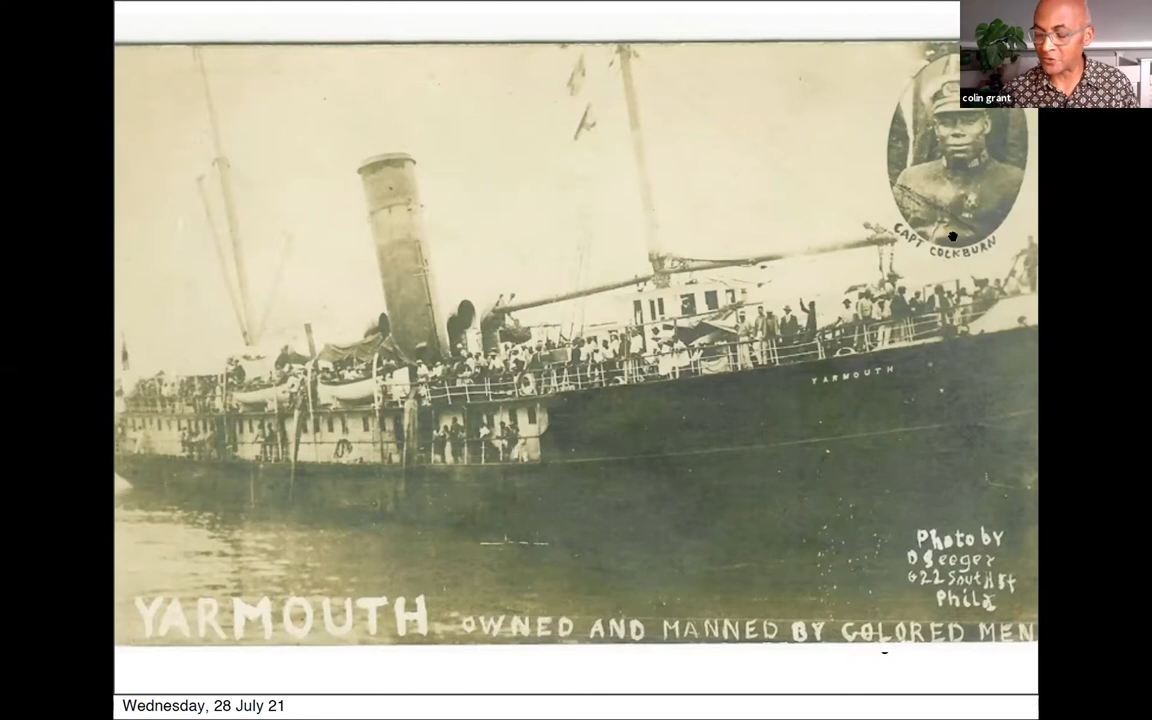 colin grant
CAPT COCKBURN
YARMOUTH
Photo by
D Seeger
622 South St
Phila
YARMOUTH OWNED AND MANNED BY COLORED MEN
Wednesday, 28 July 21